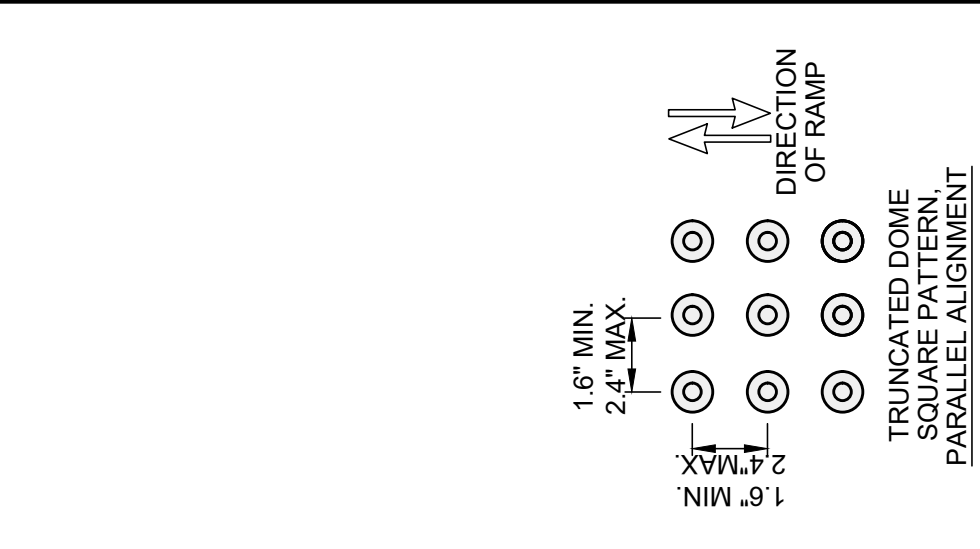 DIRECTION
OF RAMP
1.6" MIN.
2.4" MAX.
1.6" MIN.
2.4"MAX.
TRUNCATED DOME
SQUARE PATTERN,
PARALLEL ALIGNMENT